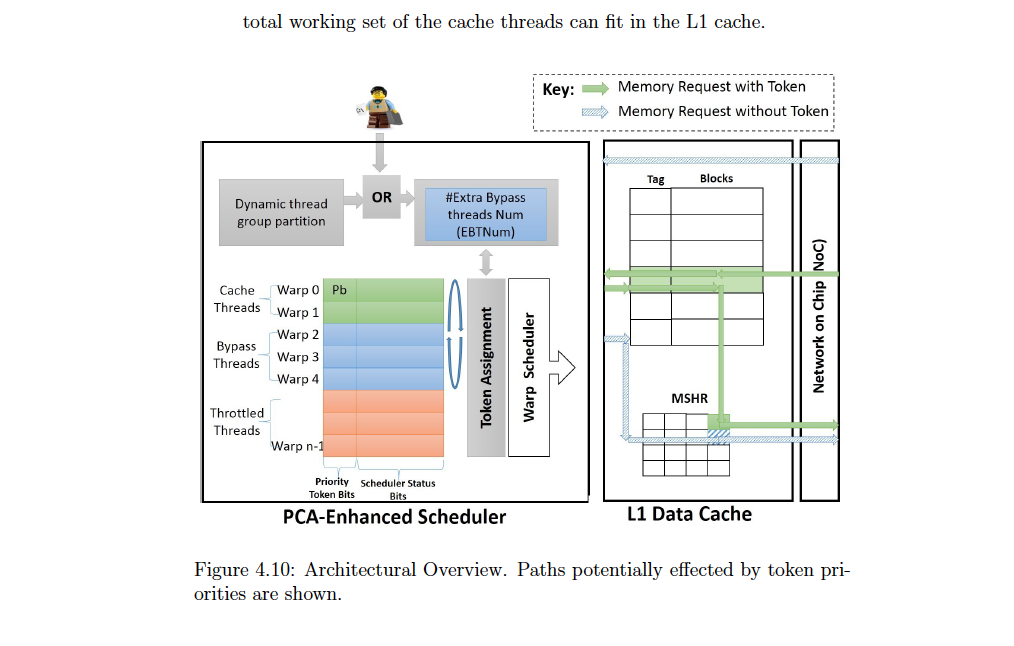 total working set of the cache threads can fit in the L1 cache.
Key:
Memory Request with Token
Memory Request without Token
Dynamic thread
group partition
OR
#Extra Bypass
threads Num
(EBTNum)
Cache
Threads
Bypass
Threads
Throttled
Threads
Warp 0
Warp 1
Warp 2
Warp 3
Warp 4
Warp n-1
Pb
Priority
Token Bits
Scheduler Status
Bits
Token Assignment
Warp Scheduler
PCA-Enhanced Scheduler
Tag
Blocks
MSHR
L1 Data Cache
Network on Chip NoC)
Figure 4.10: Architectural Overview. Paths potentially effected by token pri-
orities are shown.